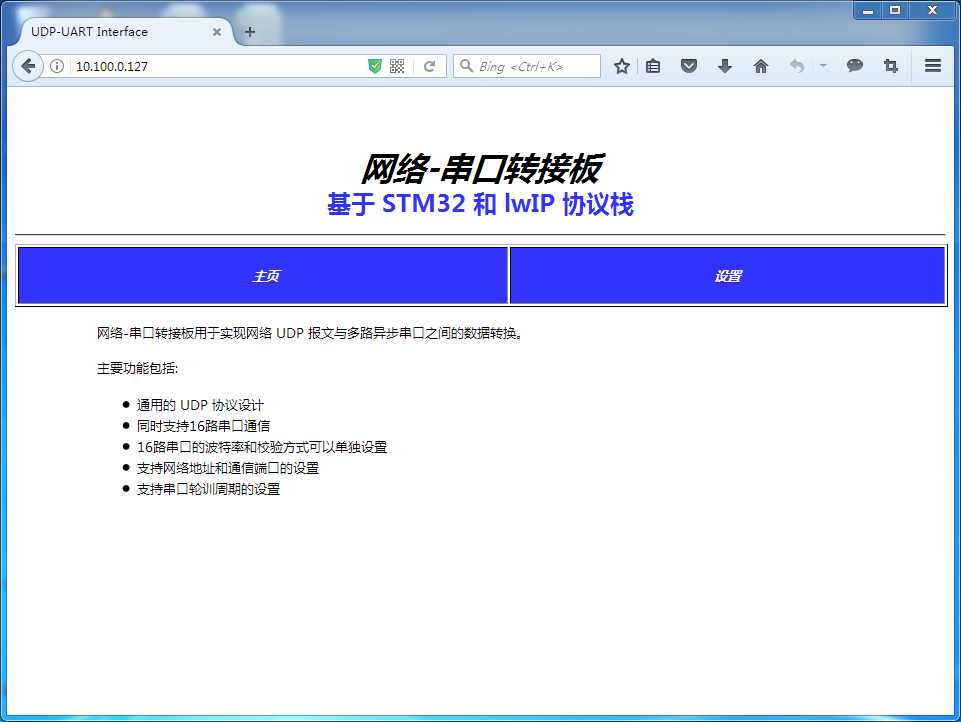 UDP-UART Interface
10.100.0.127
Bing <Ctrl+K>
网络-串口转接板
基于 STM32 和 lwIP 协议栈
主页
设置
网络-串口转接板用于实现网络 UDP 报文与多路异步串口之间的数据转换。
主要功能包括:
通用的 UDP 协议设计
同时支持16路串口通信
16路串口的波特率和校验方式可以单独设置
支持网络地址和通信端口的设置
支持串口轮训周期的设置